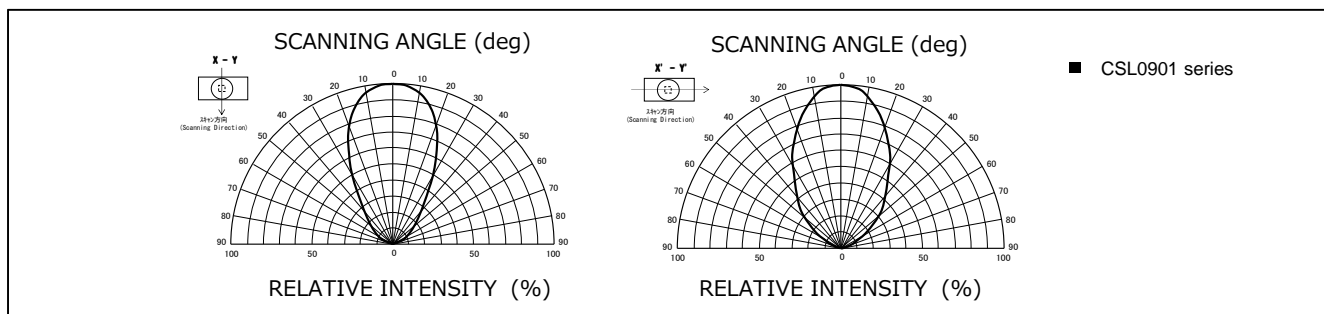 SCANNING ANGLE (deg)
X - Y
スキャン方向
(Scanning Direction)
90 80 70 60 50 40 30 20 10 0 10 20 30 40 50 60 70 80 90
100 50 0 50 100
RELATIVE INTENSITY (%)
SCANNING ANGLE (deg)
X' - Y'
スキャン方向
(Scanning Direction)
90 80 70 60 50 40 30 20 10 0 10 20 30 40 50 60 70 80 90
100 50 0 50 100
RELATIVE INTENSITY (%)
■ CSL0901 series